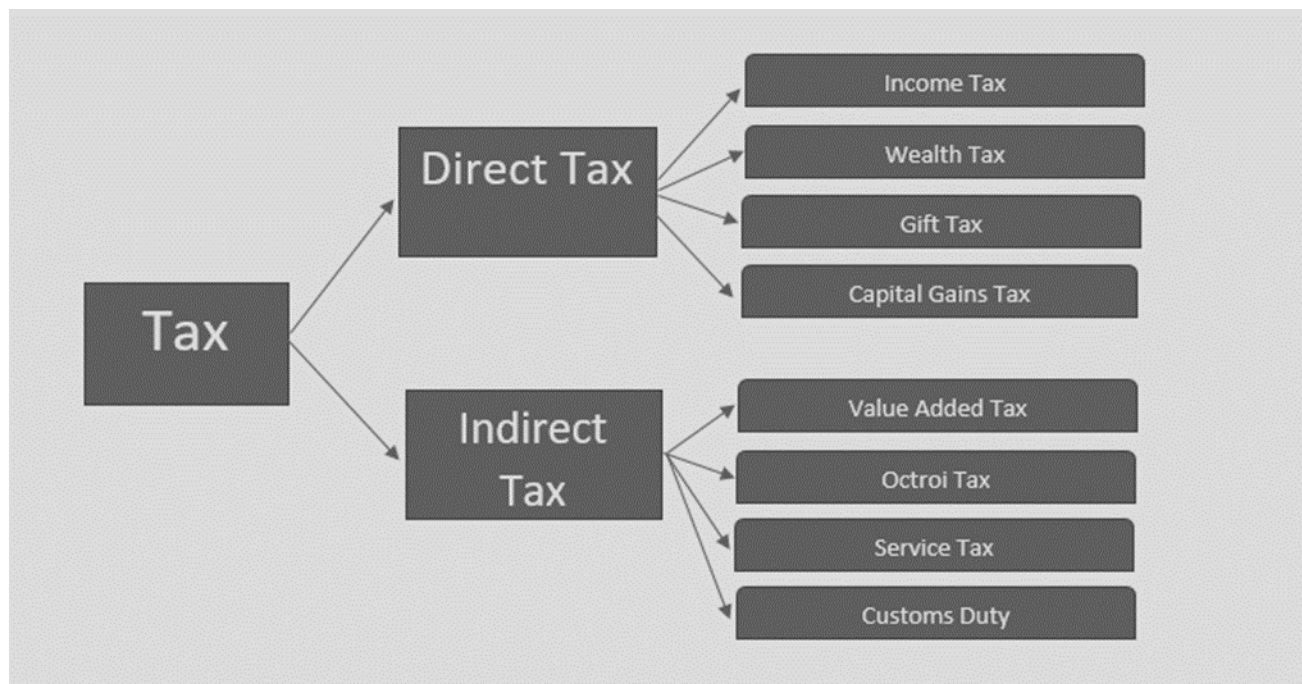 Tax
Direct Tax
Income Tax
Wealth Tax
Gift Tax
Capital Gains Tax
Indirect
Tax
Value Added Tax
Octroi Tax
Service Tax
Customs Duty